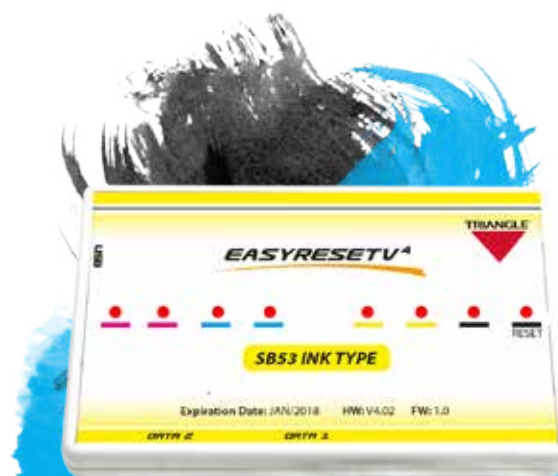 TRIANGLE
USB
EASYRESETV4
RESET
SB53 INK TYPE
Expiration Date: JAN/2018 HW: V4.02 FW: 1.0
DATA 2 DATA 1